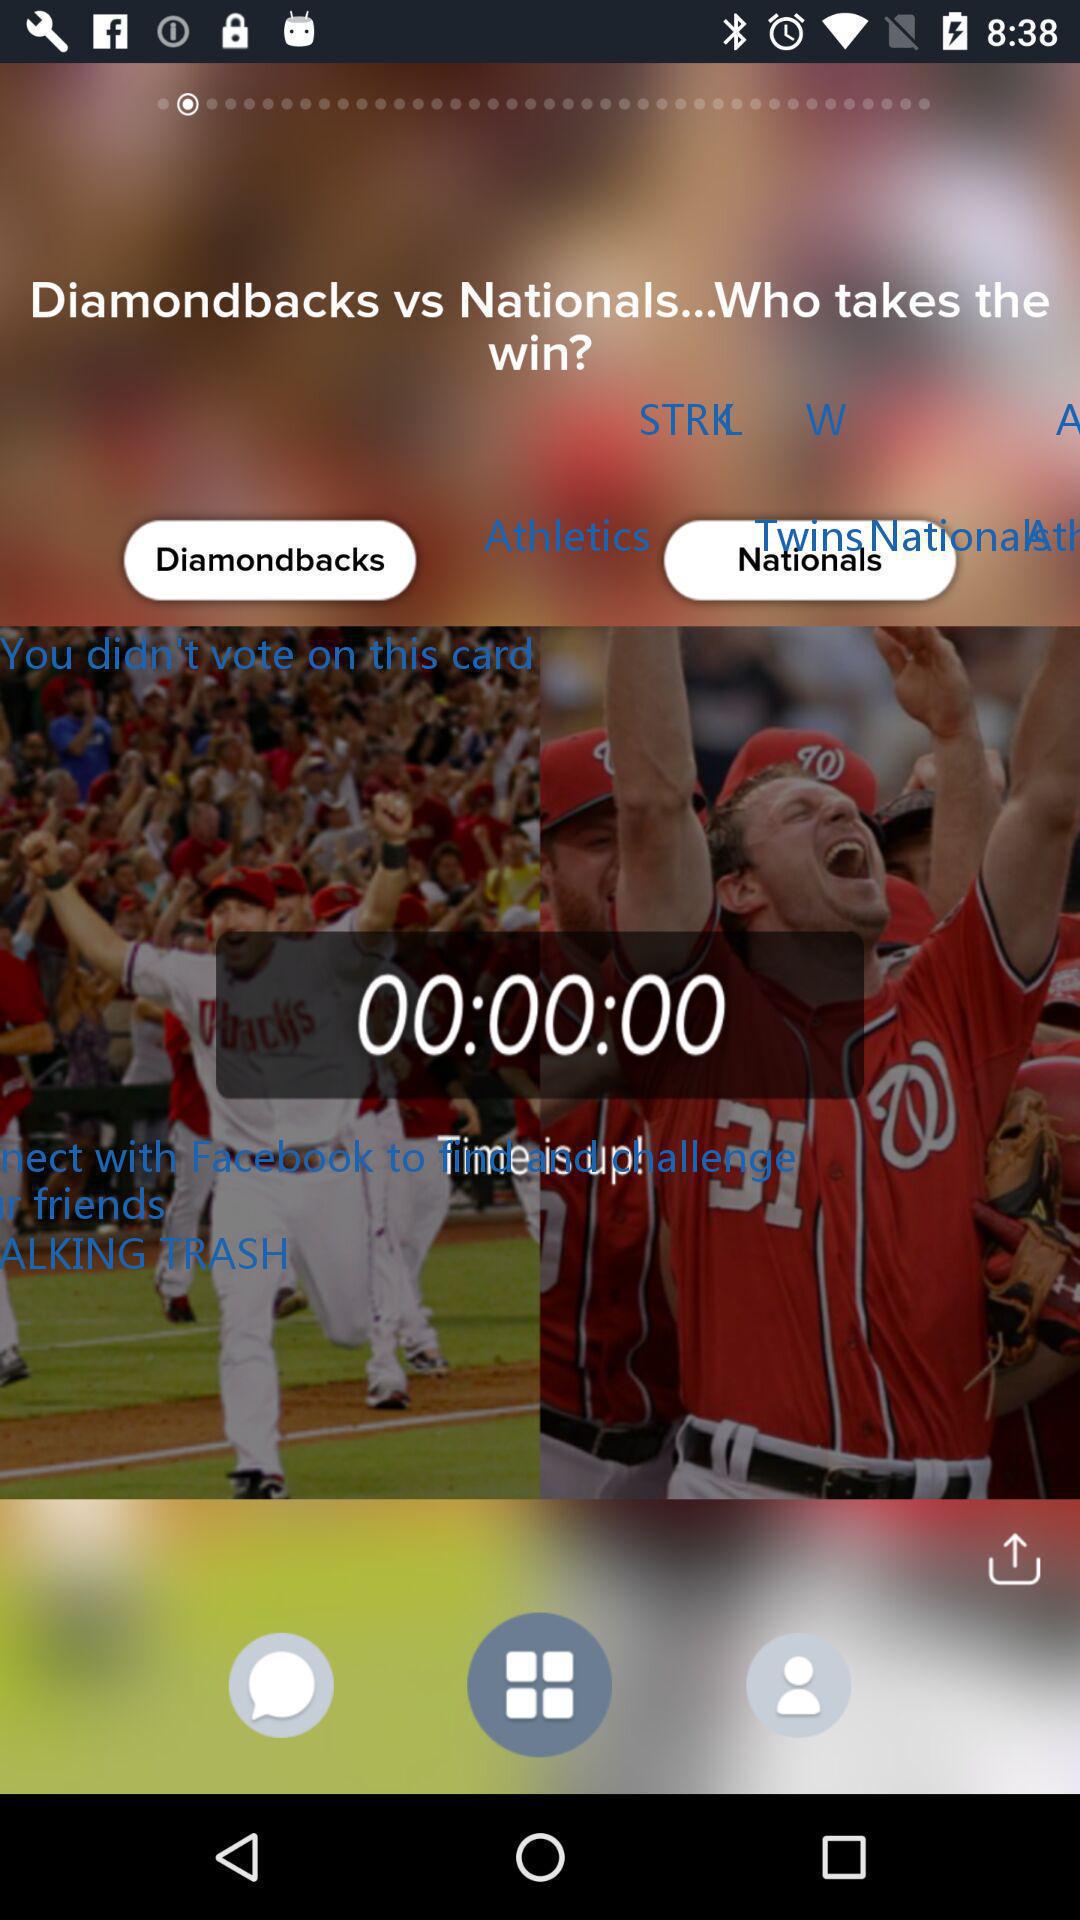 8:38
Diamondbacks vs Nationals...Who takes the
win?
STRK L W A
Diamondbacks
Athletics Twins Nationals Ath
Nationals
You didn't vote on this card
W
31
00:00:00
Time is up!
nect with Facebook to find and challenge
r friends
ALKING TRASH